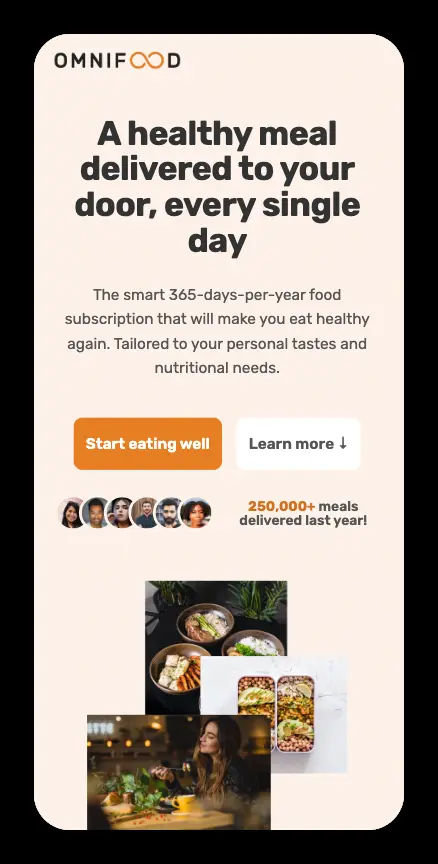 OMNIFOOD
A healthy meal
delivered to your
door, every single
day
The smart 365-days-per-year food
subscription that will make you eat healthy
again. Tailored to your personal tastes and
nutritional needs.
Start eating well
Learn more ↓
250,000+ meals
delivered last year!